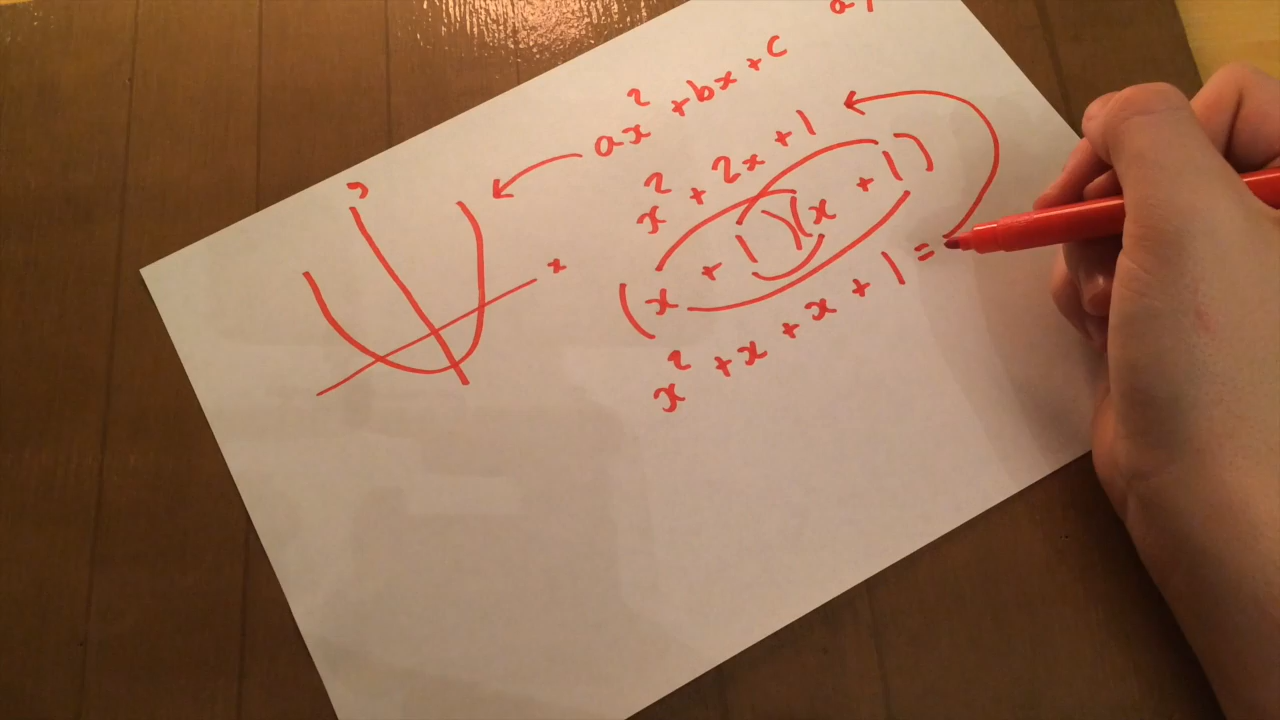 ax² + bx + c
x² + 2x + 1
(x + 1)(x + 1)
x² + x + x + 1 =
y
x